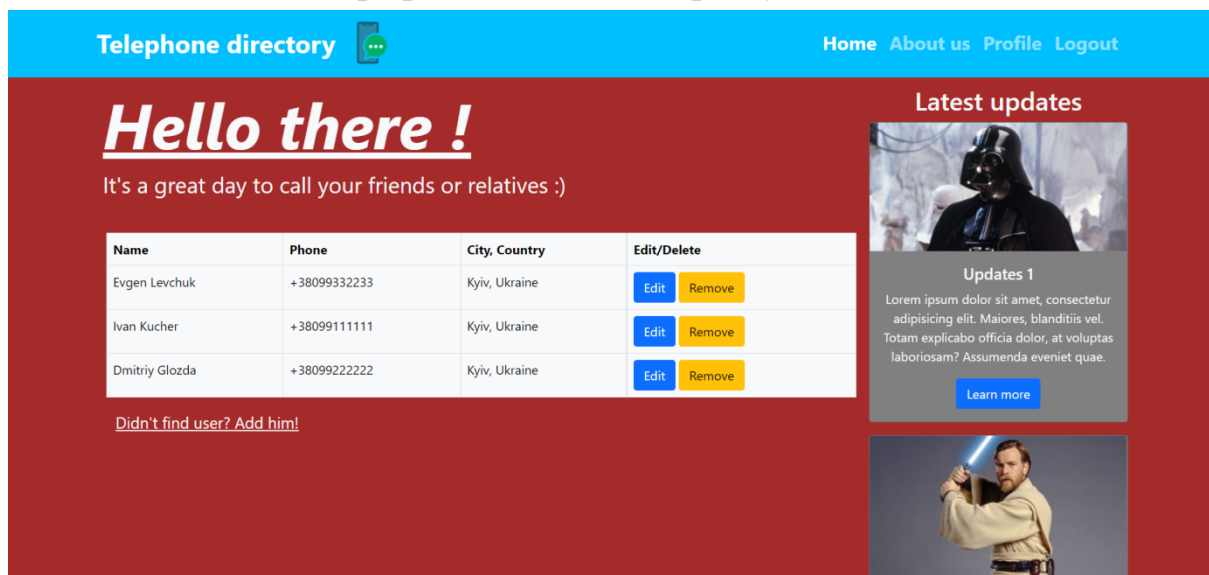 Telephone directory
Home About us Profile Logout
Hello there !
It's a great day to call your friends or relatives :)
Name Phone City, Country Edit/Delete
Evgen Levchuk +38099332233 Kyiv, Ukraine Edit Remove
Ivan Kucher +38099111111 Kyiv, Ukraine Edit Remove
Dmitriy Glozda +38099222222 Kyiv, Ukraine Edit Remove
Didn't find user? Add him!
Latest updates
Updates 1
Lorem ipsum dolor sit amet, consectetur
adipisicing elit. Maiores, blanditiis vel.
Totam explicabo officia dolor, at voluptas
laboriosam? Assumenda eveniet quae.
Learn more